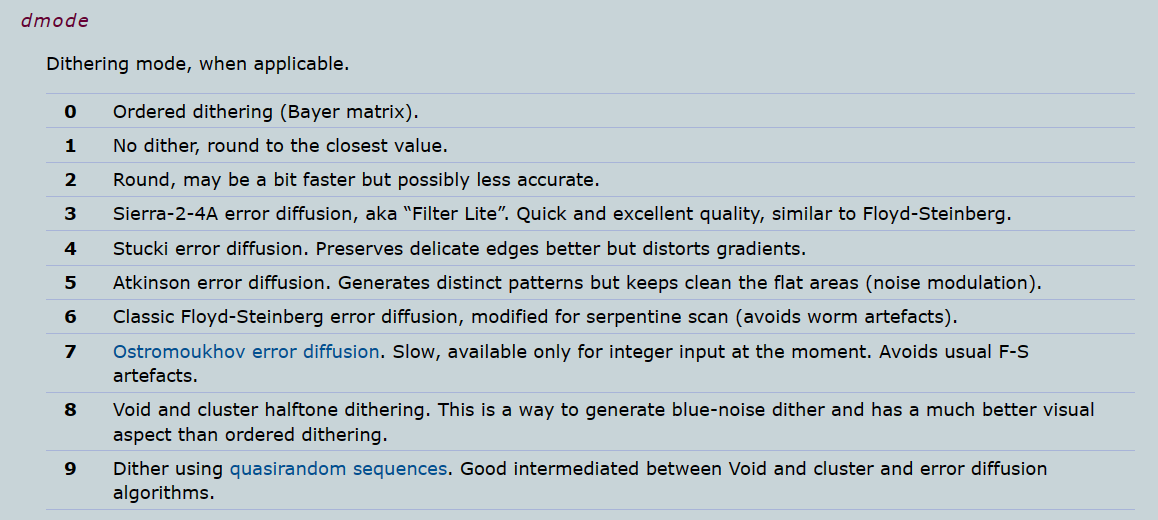 dmode
Dithering mode, when applicable.
0 Ordered dithering (Bayer matrix).
1 No dither, round to the closest value.
2 Round, may be a bit faster but possibly less accurate.
3 Sierra-2-4A error diffusion, aka “Filter Lite”. Quick and excellent quality, similar to Floyd-Steinberg.
4 Stucki error diffusion. Preserves delicate edges better but distorts gradients.
5 Atkinson error diffusion. Generates distinct patterns but keeps clean the flat areas (noise modulation).
6 Classic Floyd-Steinberg error diffusion, modified for serpentine scan (avoids worm artefacts).
7 Ostromoukhov error diffusion. Slow, available only for integer input at the moment. Avoids usual F-S
artefacts.
8 Void and cluster halftone dithering. This is a way to generate blue-noise dither and has a much better visual
aspect than ordered dithering.
9 Dither using quasirandom sequences. Good intermediated between Void and cluster and error diffusion
algorithms.